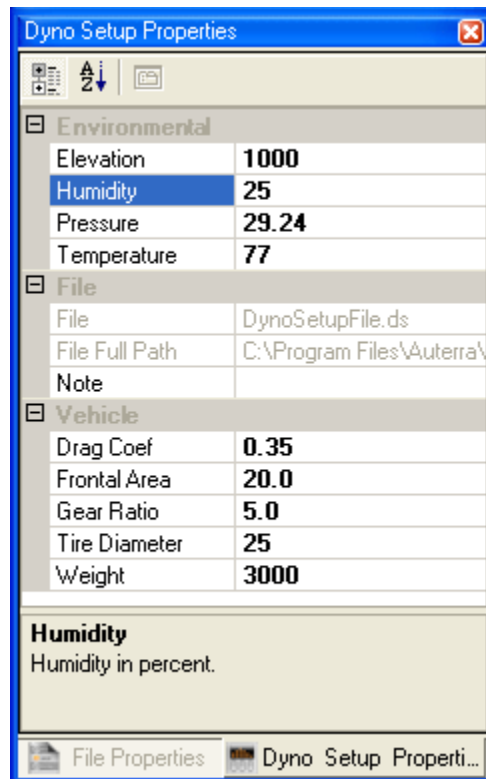 Dyno Setup Properties
Environmental
Elevation 1000
Humidity 25
Pressure 29.24
Temperature 77
File
File DynoSetupFile.ds
File Full Path C:\Program Files\Auterra\
Note
Vehicle
Drag Coef 0.35
Frontal Area 20.0
Gear Ratio 5.0
Tire Diameter 25
Weight 3000
Humidity
Humidity in percent.
File Properties Dyno Setup Properti...